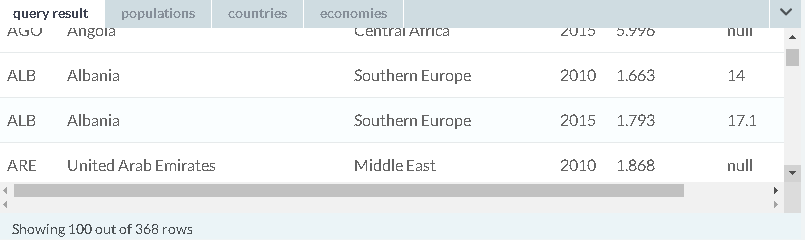 query result populations countries economies
AGO Angola Central Africa 2015 5.996 null
ALB Albania Southern Europe 2010 1.663 14
ALB Albania Southern Europe 2015 1.793 17.1
ARE United Arab Emirates Middle East 2010 1.868 null
Showing 100 out of 368 rows